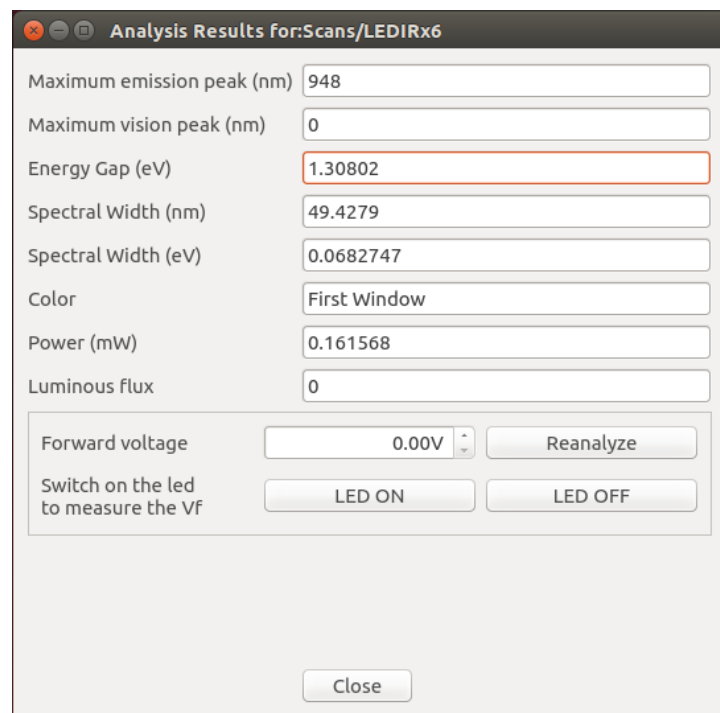 Analysis Results for:Scans/LEDIRx6
Maximum emission peak (nm) 948
Maximum vision peak (nm) 0
Energy Gap (eV) 1.30802
Spectral Width (nm) 49.4279
Spectral Width (eV) 0.0682747
Color First Window
Power (mW) 0.161568
Luminous flux 0
Forward voltage 0.00V Reanalyze
Switch on the led
to measure the Vf LED ON LED OFF
Close